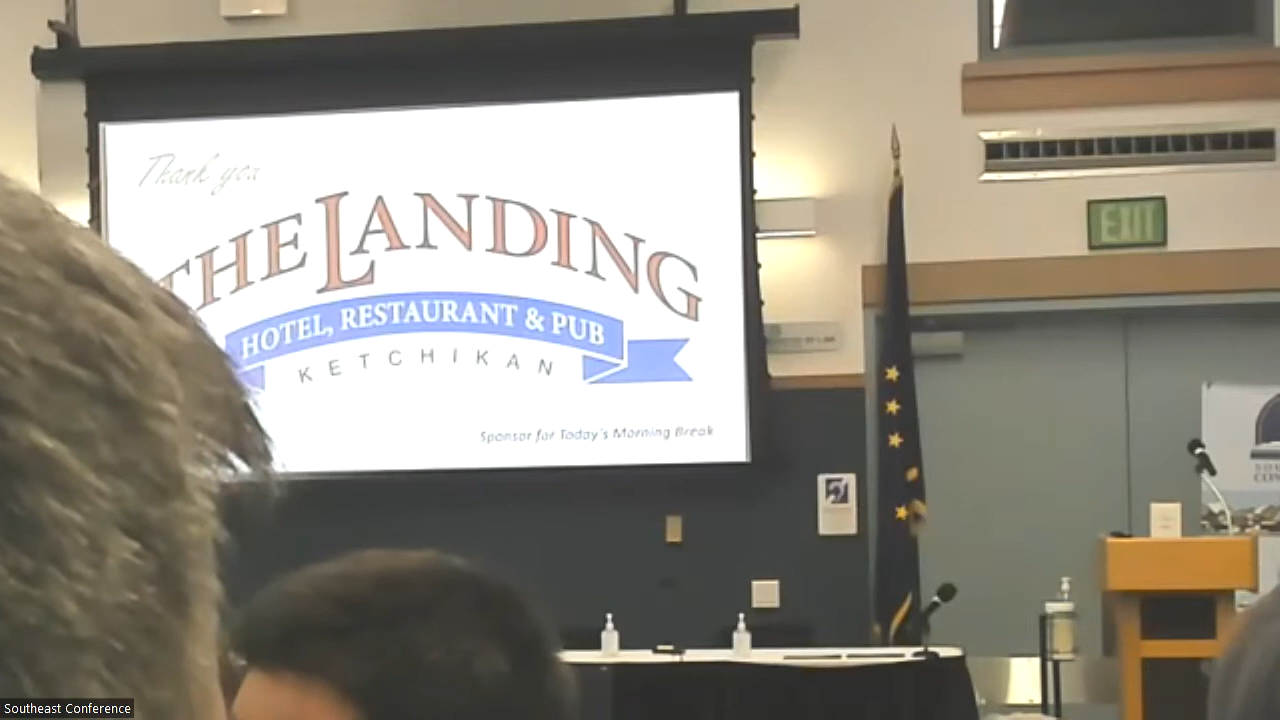 Thank you
THE LANDING
HOTEL, RESTAURANT & PUB
KETCHIKAN
Sponsor for Today's Morning Break
EXIT
Southeast Conference